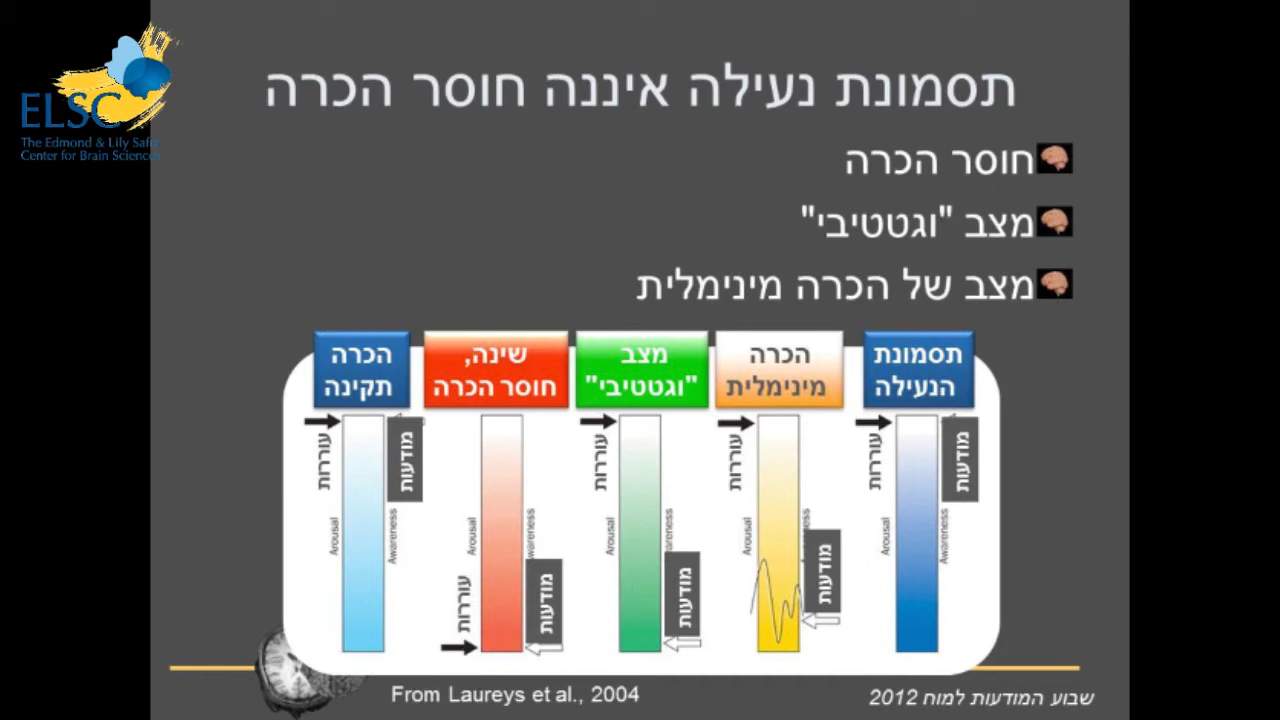 ELSC
The Edmond & Lily Safra
Center for Brain Sciences
תסמונת נעילה איננה חוסר הכרה
חוסר הכרה
מצב "וגטטיבי"
מצב של הכרה מינימלית
תסמונת
הנעילה
הכרה
מינימלית
מצב
"וגטטיבי"
שינה,
חוסר הכרה
הכרה
תקינה
עוררות
מודעות
Arousal
Awareness
עוררות
מודעות
Arousal
עוררות
מודעות
Arousal
עוררות
מודעות
Arousal
עוררות
מודעות
Arousal
Awareness
From Laureys et al., 2004
שבוע המודעות למוח 2012